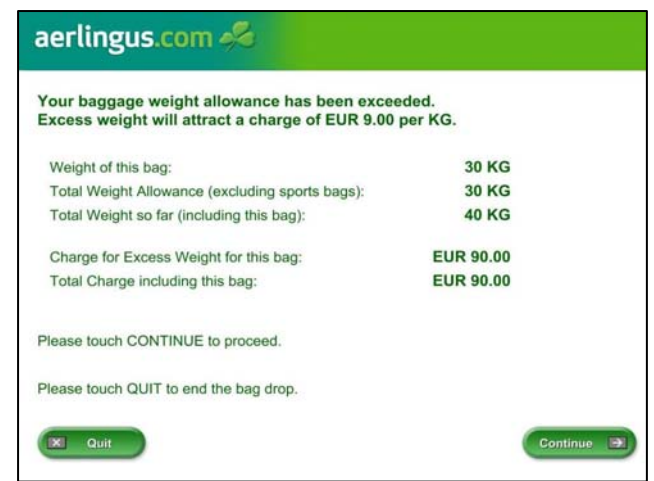 aerlingus.com
Your baggage weight allowance has been exceeded.
Excess weight will attract a charge of EUR 9.00 per KG.
Weight of this bag: 30 KG
Total Weight Allowance (excluding sports bags): 30 KG
Total Weight so far (including this bag): 40 KG
Charge for Excess Weight for this bag: EUR 90.00
Total Charge including this bag: EUR 90.00
Please touch CONTINUE to proceed.
Please touch QUIT to end the bag drop.
Quit Continue